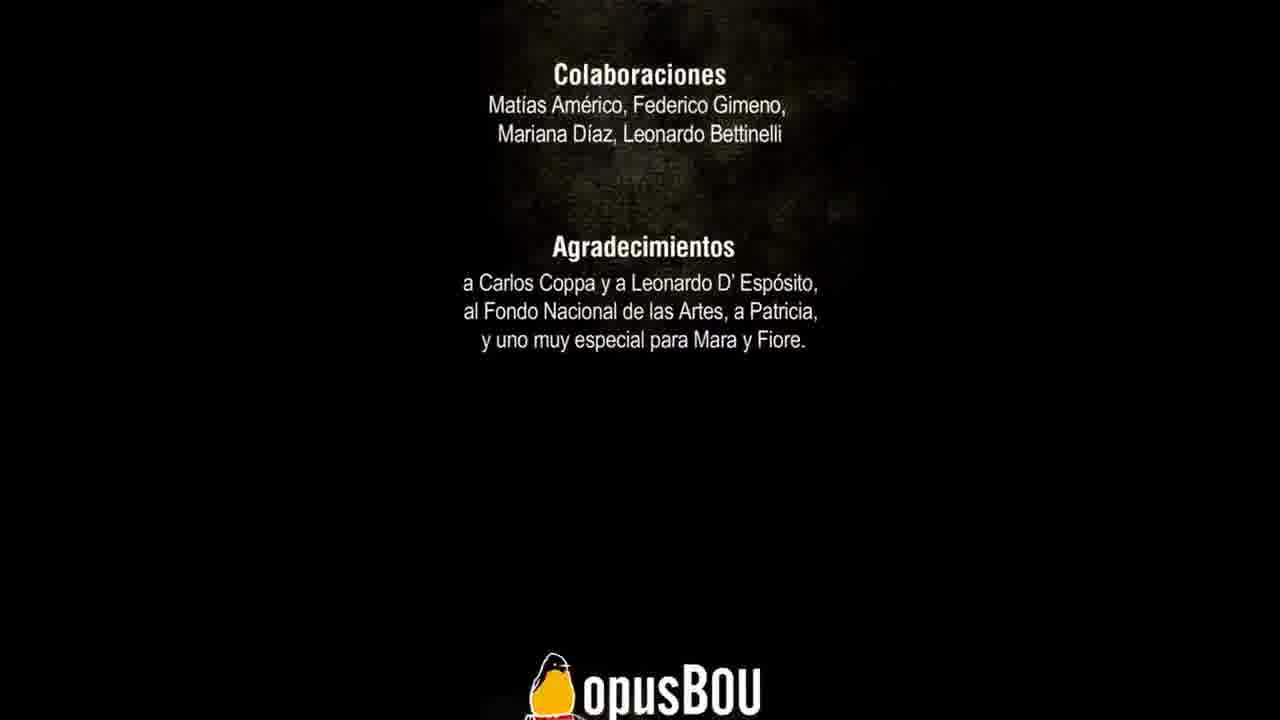 Colaboraciones
Matías Américo, Federico Gimeno,
Mariana Díaz, Leonardo Bettinelli
Agradecimientos
a Carlos Coppa y a Leonardo D' Espósito,
al Fondo Nacional de las Artes, a Patricia,
y uno muy especial para Mara y Fiore.
opusBOU